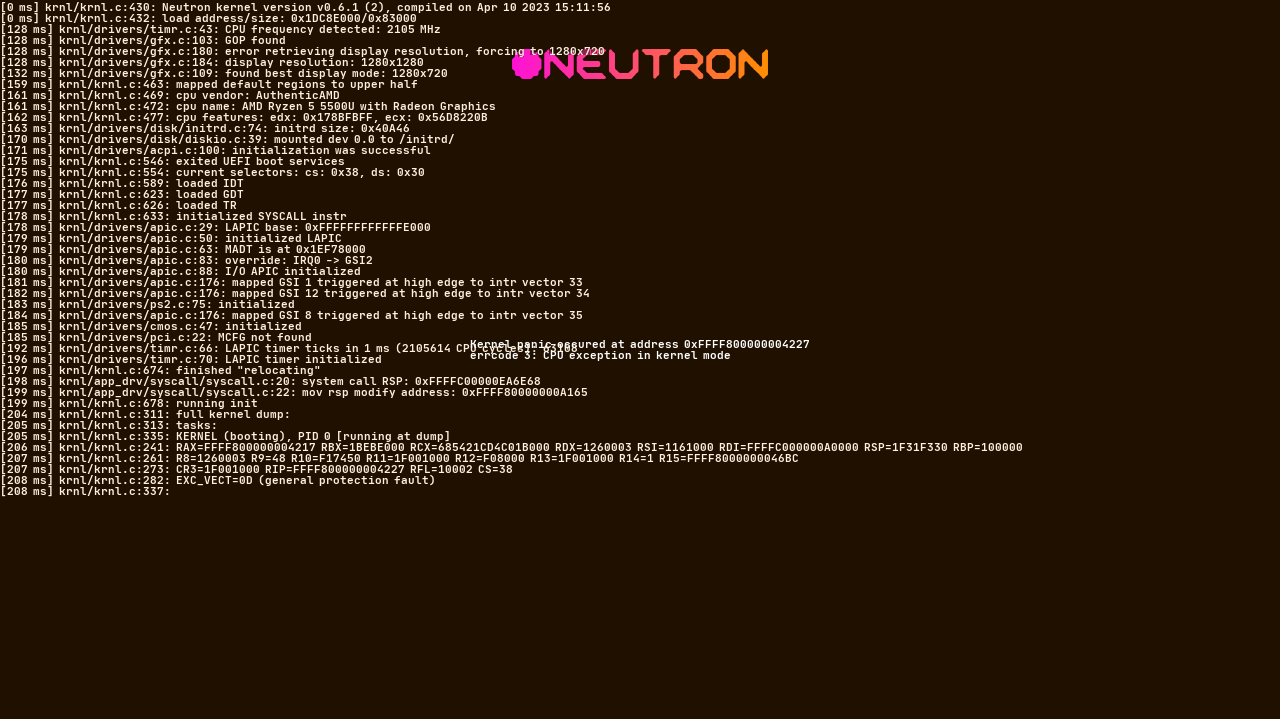 [0 ms] krnl/krnl.c:430: Neutron kernel version v0.6.1 (2), compiled on Apr 10 2023 15:11:56
[0 ms] krnl/krnl.c:432: load address/size: 0x1DC8E000/0x83000
[128 ms] krnl/drivers/timr.c:43: CPU frequency detected: 2105 MHz
[128 ms] krnl/drivers/gfx.c:103: GOP found
[128 ms] krnl/drivers/gfx.c:180: error retrieving display resolution, forcing to 1280x720
[128 ms] krnl/drivers/gfx.c:184: display resolution: 1280x1280
NEUTRON
[132 ms] krnl/drivers/gfx.c:109: found best display mode: 1280x720
[159 ms] krnl/krnl.c:463: mapped default regions to upper half
[161 ms] krnl/krnl.c:469: cpu vendor: AuthenticAMD
[161 ms] krnl/krnl.c:472: cpu name: AMD Ryzen 5 5500U with Radeon Graphics
[162 ms] krnl/krnl.c:477: cpu features: edx: 0x178BFBFF, ecx: 0x56D8220B
[163 ms] krnl/drivers/disk/initrd.c:74: initrd size: 0x40A46
[170 ms] krnl/drivers/disk/diskio.c:39: mounted dev 0.0 to /initrd/
[171 ms] krnl/drivers/acpi.c:100: initialization was successful
[175 ms] krnl/krnl.c:546: exited UEFI boot services
[175 ms] krnl/krnl.c:554: current selectors: cs: 0x38, ds: 0x30
[176 ms] krnl/krnl.c:589: loaded IDT
[177 ms] krnl/krnl.c:623: loaded GDT
[177 ms] krnl/krnl.c:626: loaded TR
[178 ms] krnl/krnl.c:633: initialized SYSCALL instr
[178 ms] krnl/drivers/apic.c:29: LAPIC base: 0xFFFFFFFFFFFFE000
[179 ms] krnl/drivers/apic.c:50: initialized LAPIC
[179 ms] krnl/drivers/apic.c:63: MADT is at 0x1EF78000
[180 ms] krnl/drivers/apic.c:83: override: IRQ0 -> GSI2
[180 ms] krnl/drivers/apic.c:88: I/O APIC initialized
[181 ms] krnl/drivers/apic.c:176: mapped GSI 1 triggered at high edge to intr vector 33
[182 ms] krnl/drivers/apic.c:176: mapped GSI 12 triggered at high edge to intr vector 34
[183 ms] krnl/drivers/ps2.c:75: initialized
[184 ms] krnl/drivers/apic.c:176: mapped GSI 8 triggered at high edge to intr vector 35
[185 ms] krnl/drivers/cmos.c:47: initialized
[185 ms] krnl/drivers/pci.c:22: MCFG not found
Kernel panic occured at address 0xFFFF800000004227
[192 ms] krnl/drivers/timr.c:66: LAPIC timer ticks in 1 ms (2105614 CPU cycles): 63108
errcode 3: CPU exception in kernel mode
[196 ms] krnl/drivers/timr.c:70: LAPIC timer initialized
[197 ms] krnl/krnl.c:674: finished "relocating"
[198 ms] krnl/app_drv/syscall/syscall.c:20: system call RSP: 0xFFFFC00000EA6E68
[199 ms] krnl/app_drv/syscall/syscall.c:22: mov rsp modify address: 0xFFFF80000000A165
[199 ms] krnl/krnl.c:678: running init
[204 ms] krnl/krnl.c:311: full kernel dump:
[205 ms] krnl/krnl.c:313: tasks:
[205 ms] krnl/krnl.c:335: KERNEL (booting), PID 0 [running at dump]
[206 ms] krnl/krnl.c:241: RAX=FFFF800000004217 RBX=1BEBE000 RCX=685421CD4C01B000 RDX=1260003 RSI=1161000 RDI=FFFFC000000A0000 RSP=1F31F330 RBP=100000
[207 ms] krnl/krnl.c:261: R8=1260003 R9=48 R10=F17450 R11=1F001000 R12=F08000 R13=1F001000 R14=1 R15=FFFF8000000046BC
[207 ms] krnl/krnl.c:273: CR3=1F001000 RIP=FFFF800000004227 RFL=10002 CS=38
[208 ms] krnl/krnl.c:282: EXC_VECT=0D (general protection fault)
[208 ms] krnl/krnl.c:337: